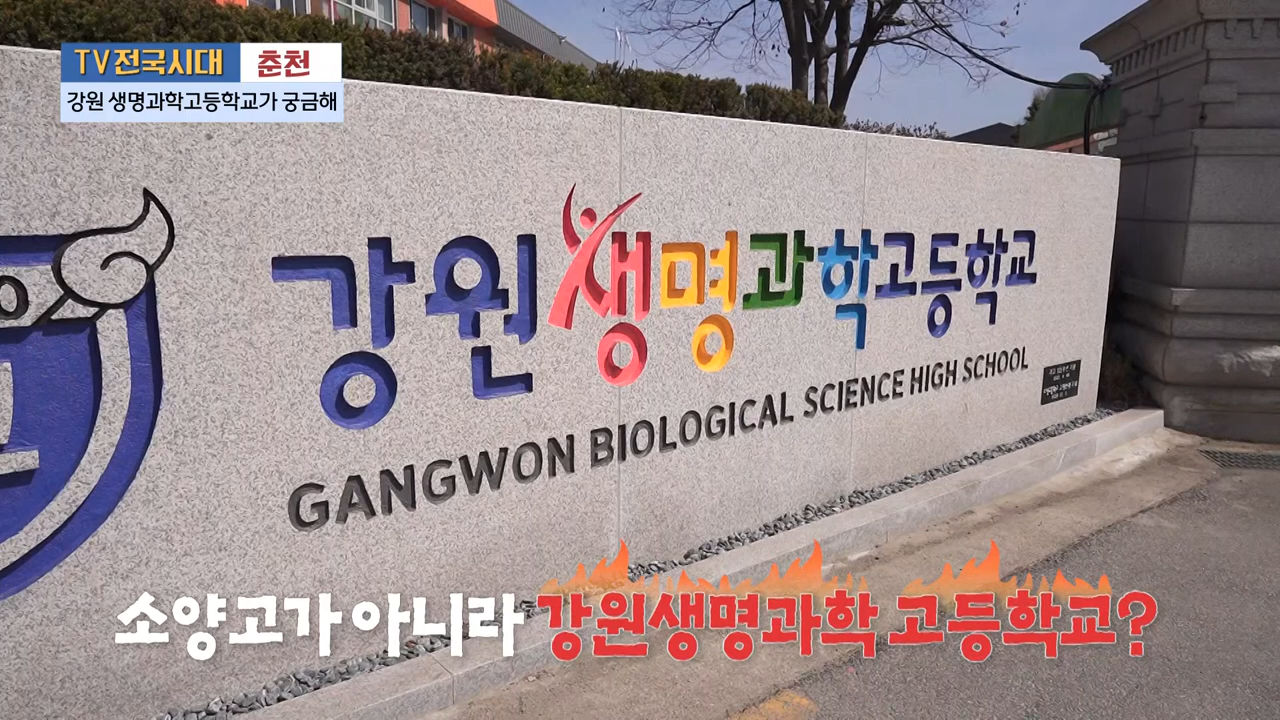 TV전국시대 춘천
강원 생명과학고등학교가 궁금해
강원생명과학고등학교
GANGWON BIOLOGICAL SCIENCE HIGH SCHOOL
소양고가 아니라 강원생명과학 고등학교?